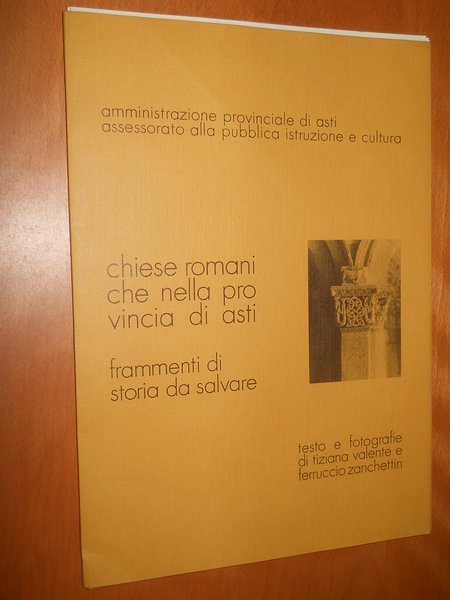 amministrazione provinciale di asti
assessorato alla pubblica istruzione e cultura
chiese romani
che nella pro
vincia di asti
frammenti di
storia da salvare
testo e fotografie
di tiziana valente e
ferruccio zanchettin